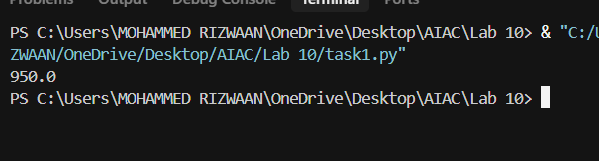 Problems Output Debug Console Terminal Ports
PS C:\Users\MOHAMMED RIZWAAN\OneDrive\Desktop\AIAC\Lab 10> & "C:/U
ZWAAN/OneDrive/Desktop/AIAC/Lab 10/task1.py"
950.0
PS C:\Users\MOHAMMED RIZWAAN\OneDrive\Desktop\AIAC\Lab 10>